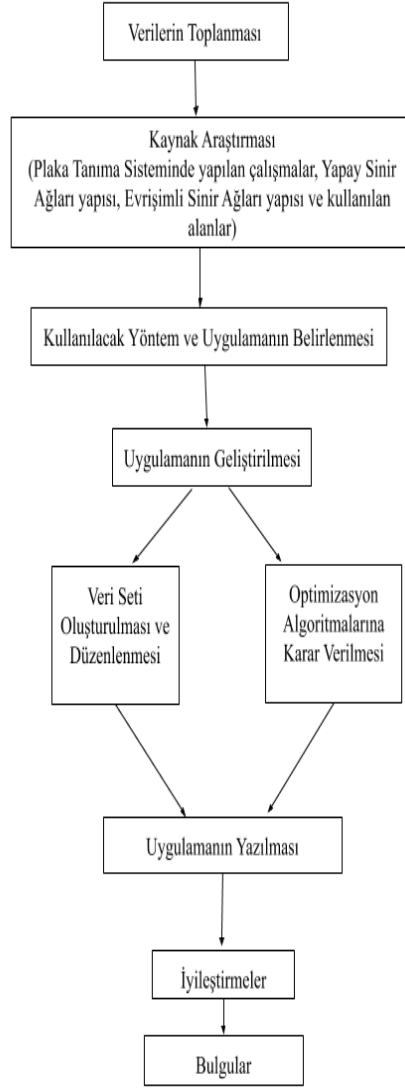 Verilerin Toplanması
Kaynak Araştırması
(Plaka Tanıma Sisteminde yapılan çalışmalar, Yapay Sinir
Ağları yapısı, Evrişimli Sinir Ağları yapısı ve kullanılan
alanlar)
Kullanılacak Yöntem ve Uygulamanın Belirlenmesi
Uygulamanın Geliştirilmesi
Veri Seti
Oluşturulması ve
Düzenlenmesi
Optimizasyon
Algoritmalarına
Karar Verilmesi
Uygulamanın Yazılması
İyileştirmeler
Bulgular